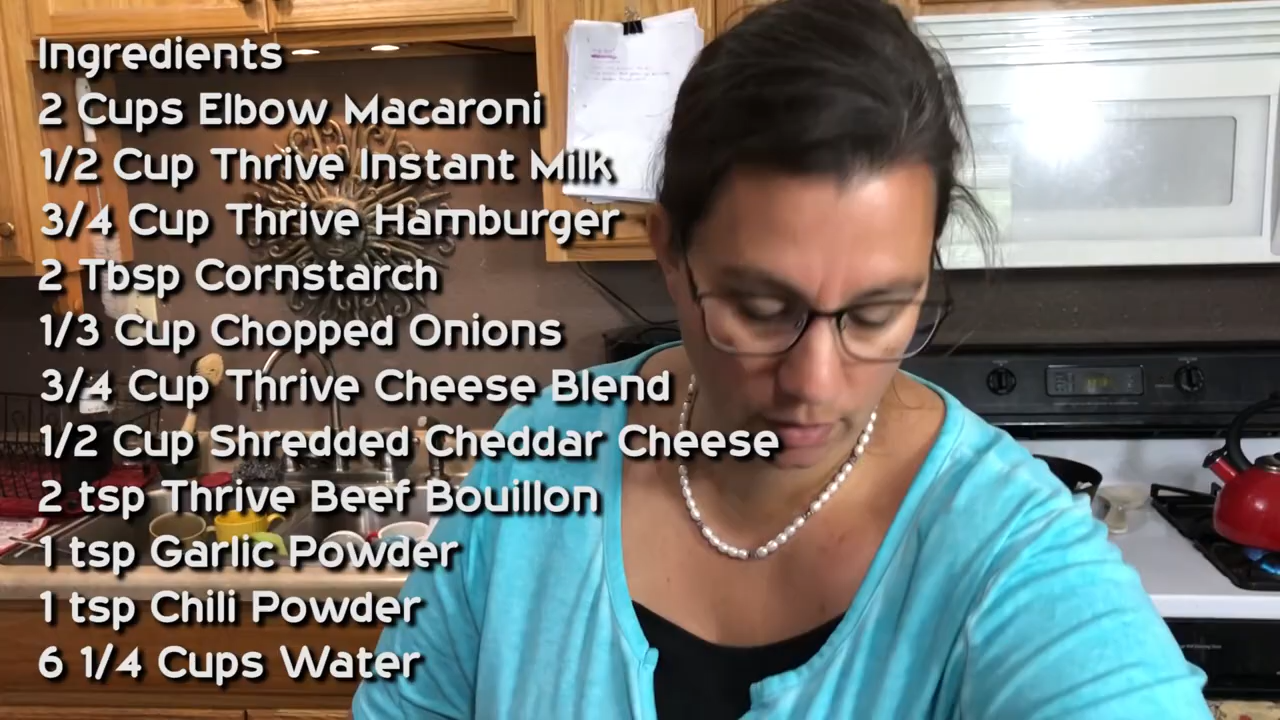 Ingredients
2 Cups Elbow Macaroni
1/2 Cup Thrive Instant Milk
3/4 Cup Thrive Hamburger
2 Tbsp Cornstarch
1/3 Cup Chopped Onions
3/4 Cup Thrive Cheese Blend
1/2 Cup Shredded Cheddar Cheese
2 tsp Thrive Beef Bouillon
1 tsp Garlic Powder
1 tsp Chili Powder
6 1/4 Cups Water